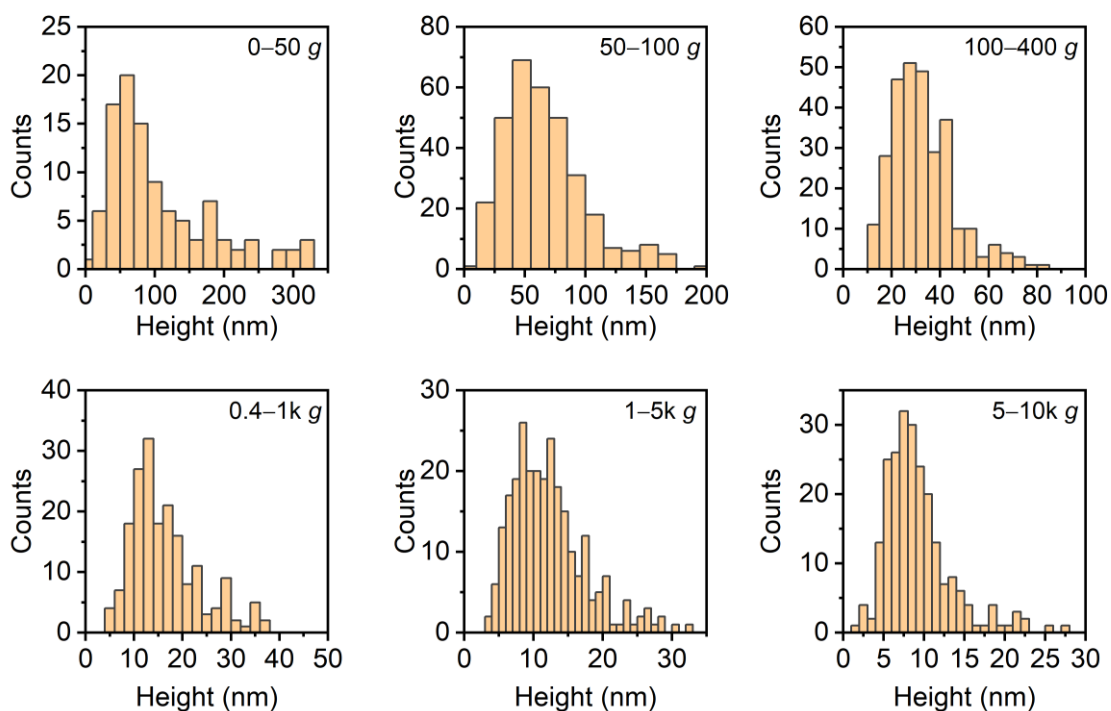 0–50 g
Counts
25
20
15
10
5
0
0 100 200 300
Height (nm)
50–100 g
Counts
80
60
40
20
0
0 50 100 150 200
Height (nm)
100–400 g
Counts
60
50
40
30
20
10
0
0 20 40 60 80 100
Height (nm)
0.4–1k g
Counts
40
30
20
10
0
0 10 20 30 40 50
Height (nm)
1–5k g
Counts
30
20
10
0
0 10 20 30
Height (nm)
5–10k g
Counts
30
20
10
0
0 5 10 15 20 25 30
Height (nm)